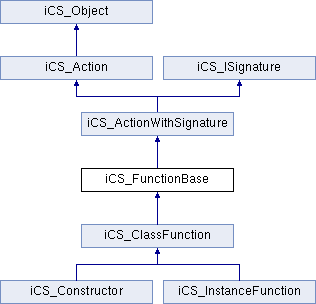 iCS_Object
iCS_Action
iCS_ISignature
iCS_ActionWithSignature
iCS_FunctionBase
iCS_ClassFunction
iCS_Constructor
iCS_InstanceFunction